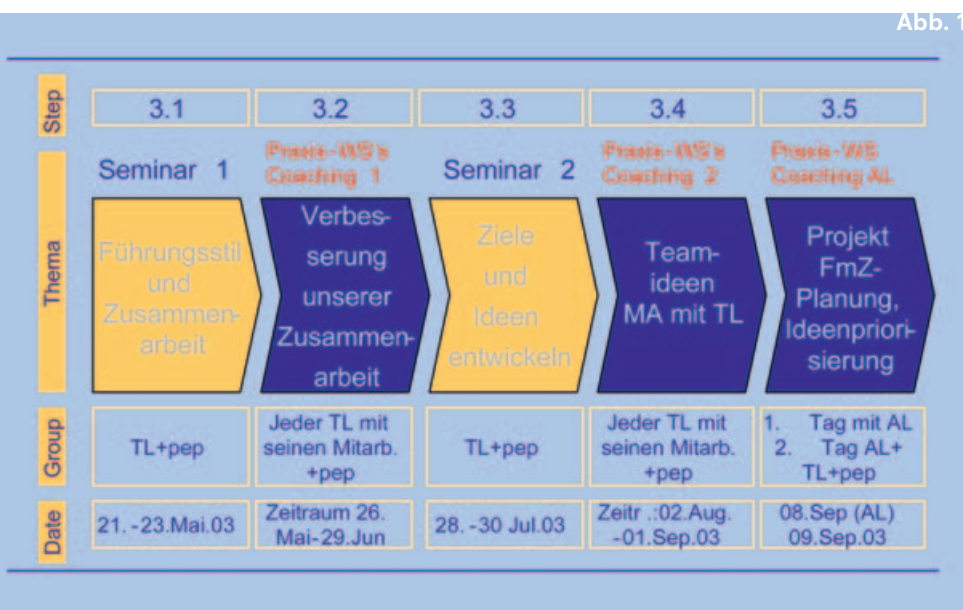 Abb. 1
Step
3.1
3.2
3.3
3.4
3.5
Thema
Seminar 1
Praxis-WS's
Coaching 1
Seminar 2
Praxis-WS's
Coaching 2
Praxis-WS
Coaching AL
Führungsstil
und
Zusammen-
arbeit
Verbes-
serung
unserer
Zusammen-
arbeit
Ziele
und
Ideen
entwickeln
Team-
ideen
MA mit TL
Projekt
FmZ-
Planung,
Ideenpriori-
sierung
Group
TL+pep
Jeder TL mit
seinen Mitarb.
+pep
TL+pep
Jeder TL mit
seinen Mitarb.
+pep
1. Tag mit AL
2. Tag AL+
TL+pep
Date
21. -23.Mai.03
Zeitraum 26.
Mai-29.Jun
28. -30 Jul.03
Zeitr .:02.Aug.
-01.Sep.03
08.Sep (AL)
09.Sep.03